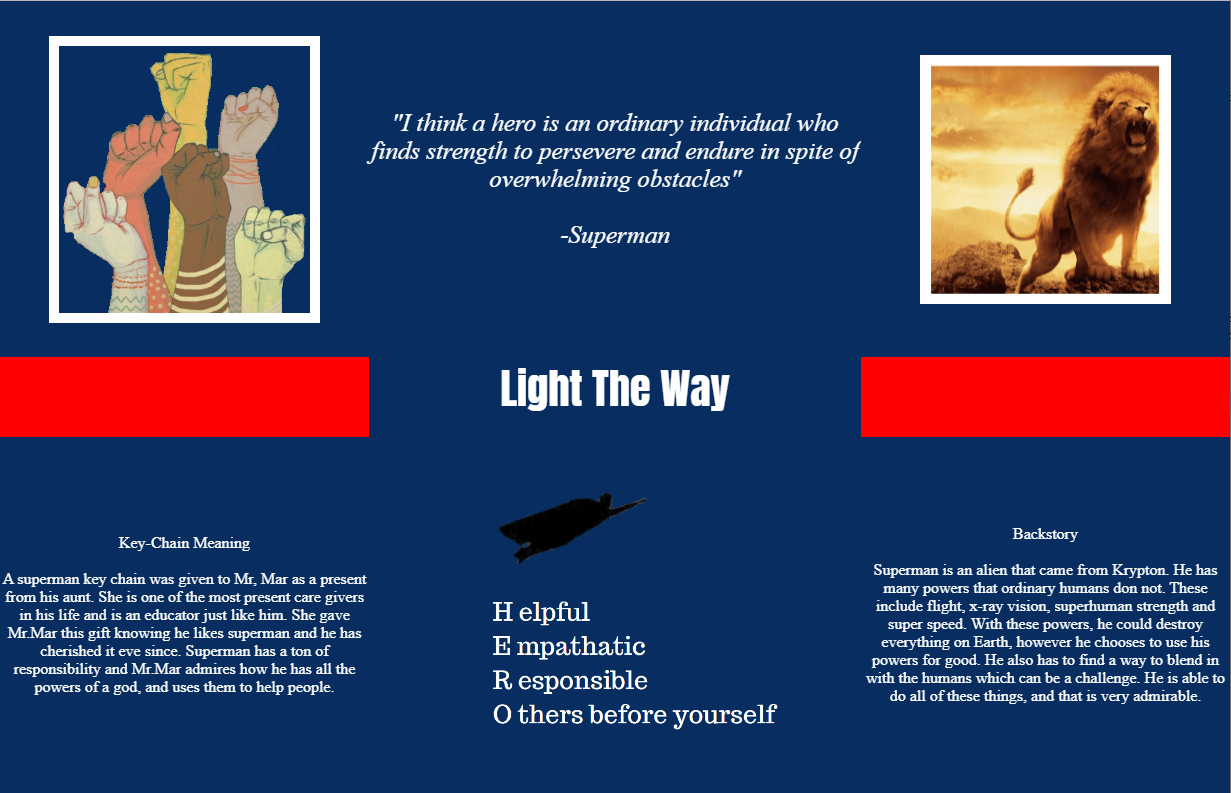 "I think a hero is an ordinary individual who
finds strength to persevere and endure in spite of
overwhelming obstacles"
-Superman
Light The Way
Key-Chain Meaning
A superman key chain was given to Mr, Mar as a present
from his aunt. She is one of the most present care givers
in his life and is an educator just like him. She gave
Mr.Mar this gift knowing he likes superman and he has
cherished it eve since. Superman has a ton of
responsibility and Mr.Mar admires how he has all the
powers of a god, and uses them to help people.
H elpful
E mpathatic
R esponsible
O thers before yourself
Backstory
Superman is an alien that came from Krypton. He has
many powers that ordinary humans don not. These
include flight, x-ray vision, superhuman strength and
super speed. With these powers, he could destroy
everything on Earth, however he chooses to use his
powers for good. He also has to find a way to blend in
with the humans which can be a challenge. He is able to
do all of these things, and that is very admirable.